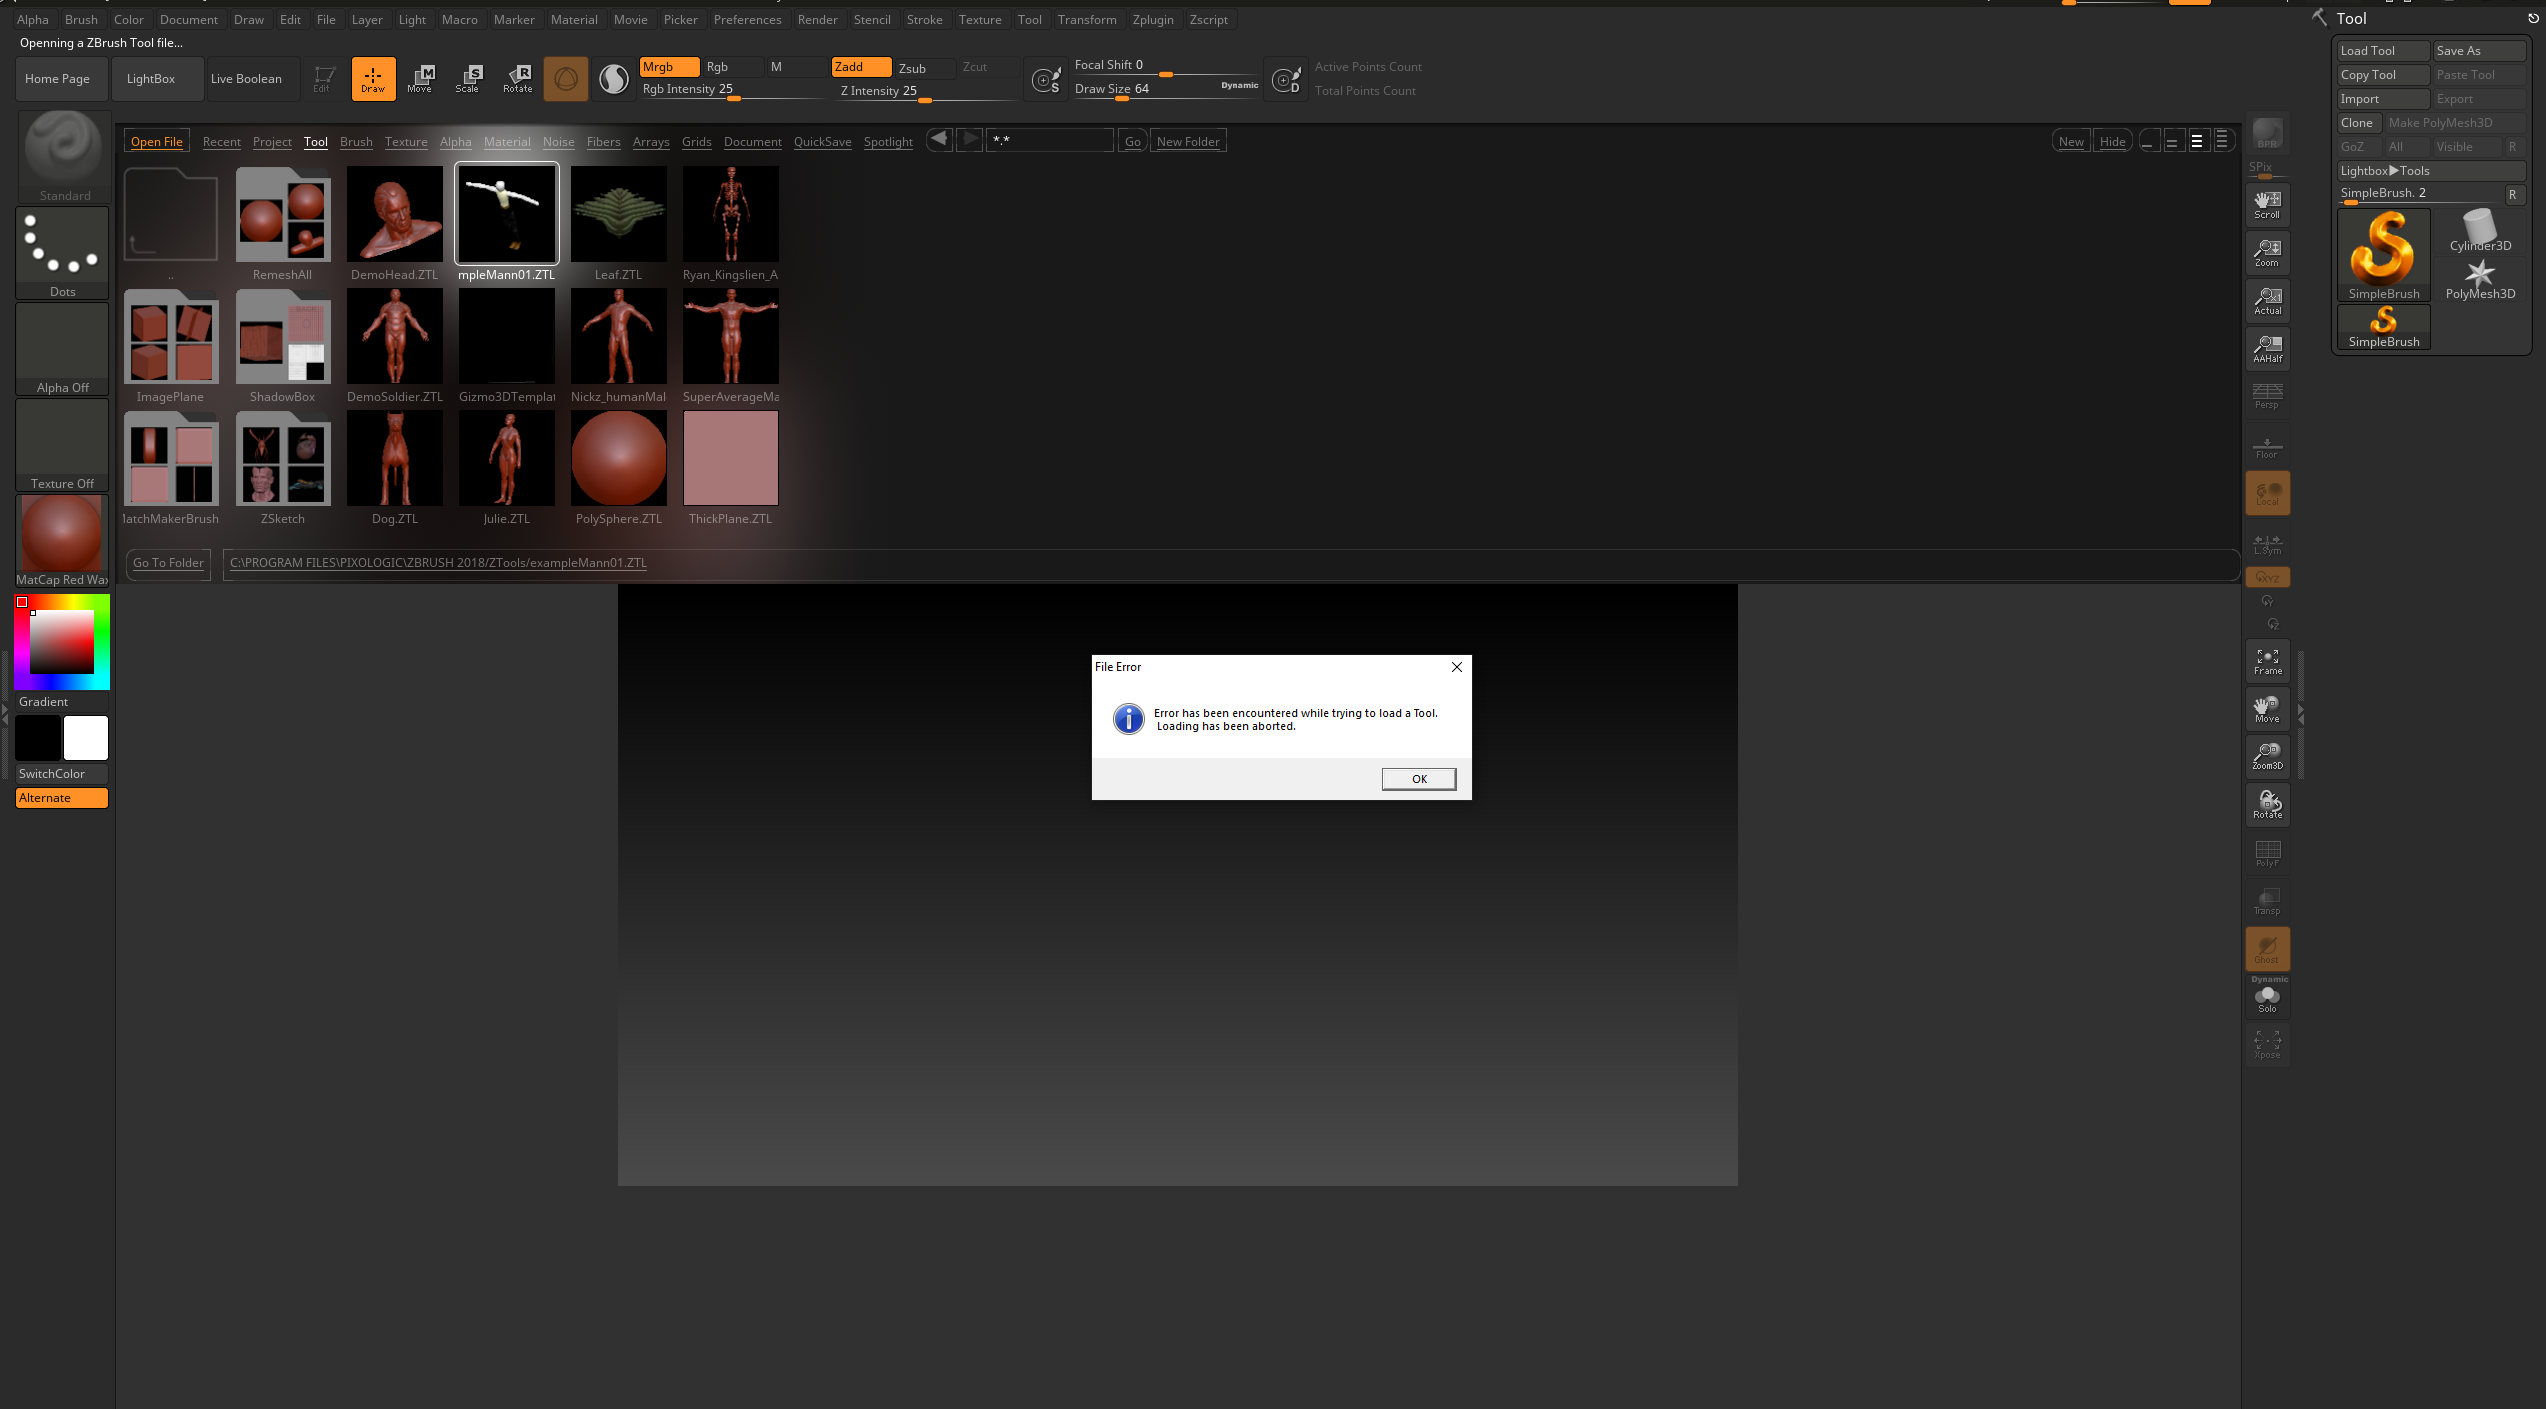 Alpha Brush Color Document Draw Edit File Layer Light Macro Marker Material Movie Picker Preferences Render Stencil Stroke Texture Tool Transform Zplugin Zscript
Openning a ZBrush Tool file...
Home Page LightBox Live Boolean Edit Draw Move Scale Rotate
Mrgb Rgb M Zadd Zsub Zcut
Rgb Intensity 25 Z Intensity 25
Focal Shift 0
Draw Size 64 Dynamic
Active Points Count
Total Points Count
Open File Recent Project Tool Brush Texture Alpha Material Noise Fibers Arrays Grids Document QuickSave Spotlight *.* Go New Folder New Hide
Standard
Dots
Alpha Off
Texture Off
MatCap Red Wax
Gradient
SwitchColor
Alternate
.. RemeshAll DemoHead.ZTL mpleMann01.ZTL Leaf.ZTL Ryan_Kingslien_A
ImagePlane ShadowBox DemoSoldier.ZTL Gizmo3DTemplat Nickz_humanMal SuperAverageMa
latchMakerBrush ZSketch Dog.ZTL Julie.ZTL PolySphere.ZTL ThickPlane.ZTL
Go To Folder C:\PROGRAM FILES\PIXOLOGIC\ZBRUSH 2018/ZTools/exampleMann01.ZTL
File Error
Error has been encountered while trying to load a Tool.
Loading has been aborted.
OK
BPR
SPix
Scroll
Zoom
Actual
AAHalf
Persp
Floor
Local
L.Sym
XYZ
Y
Z
Frame
Move
Zoom3D
Rotate
PolyF
Transp
Ghost
Dynamic
Solo
Xpose
Tool
Load Tool Save As
Copy Tool Paste Tool
Import Export
Clone Make PolyMesh3D
GoZ All Visible R
Lightbox▶Tools
SimpleBrush. 2 R
SimpleBrush Cylinder3D
PolyMesh3D
SimpleBrush